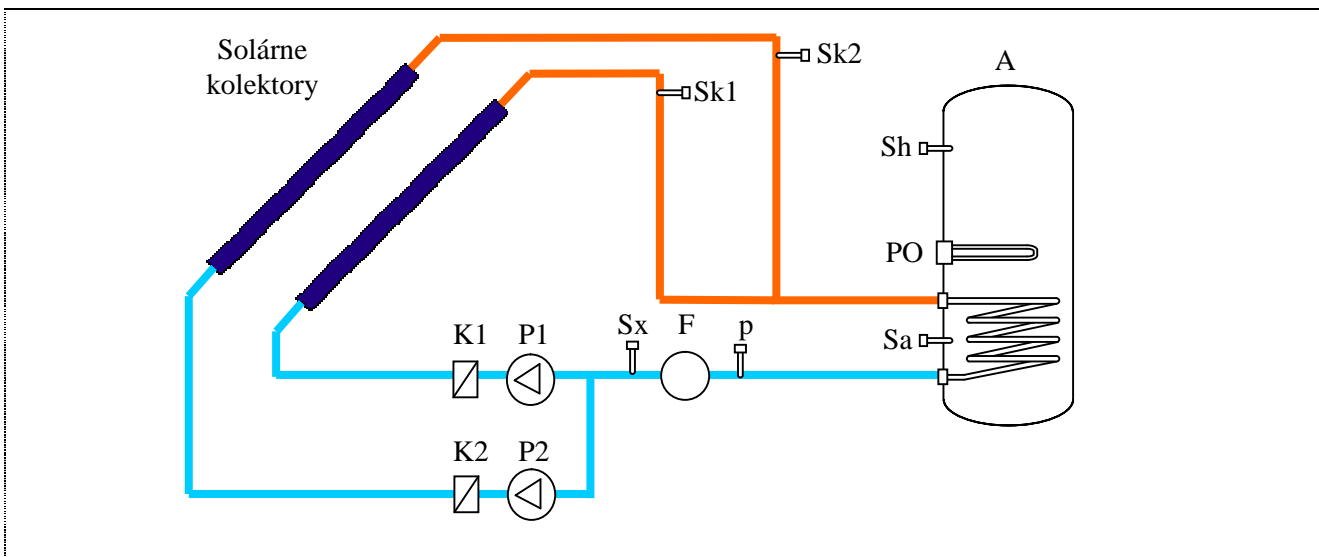 Solárne
kolektory
Sk2
A
Sk1
Sh
PO
Sx
F
p
K1
P1
Sa
K2
P2